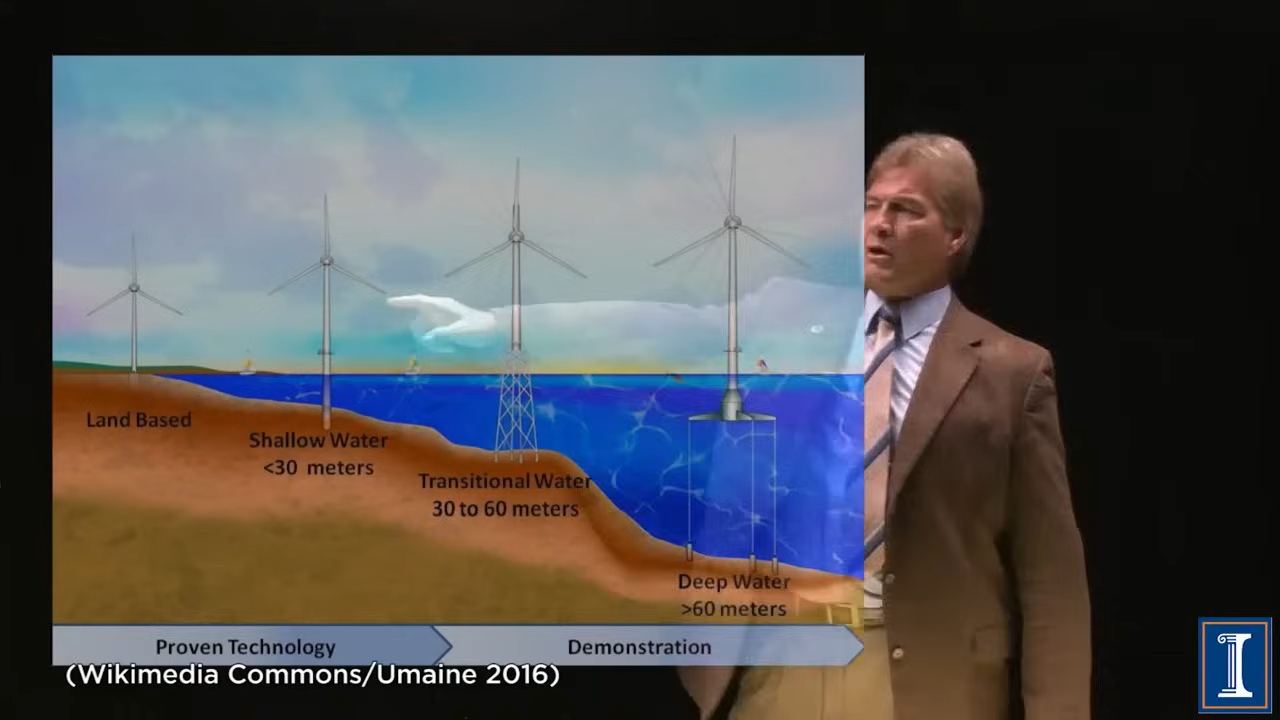 Land Based
Shallow Water
<30 meters
Transitional Water
30 to 60 meters
Deep Water
>60 meters
Proven Technology
Demonstration
(Wikimedia Commons/Umaine 2016)